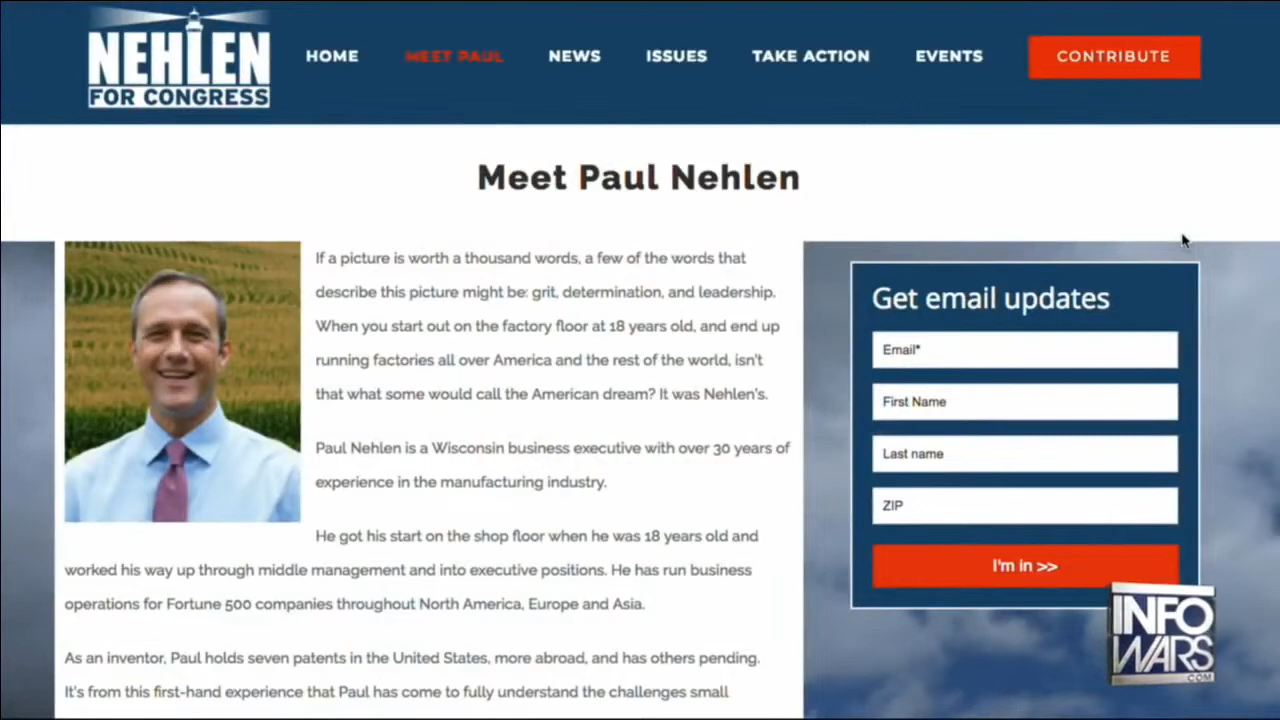 NEHLEN
FOR CONGRESS
HOME MEET PAUL NEWS ISSUES TAKE ACTION EVENTS CONTRIBUTE
Meet Paul Nehlen
If a picture is worth a thousand words, a few of the words that
describe this picture might be: grit, determination, and leadership.
When you start out on the factory floor at 18 years old, and end up
running factories all over America and the rest of the world, isn't
that what some would call the American dream? It was Nehlen's.
Paul Nehlen is a Wisconsin business executive with over 30 years of
experience in the manufacturing industry.
He got his start on the shop floor when he was 18 years old and
worked his way up through middle management and into executive positions. He has run business
operations for Fortune 500 companies throughout North America, Europe and Asia.
As an inventor, Paul holds seven patents in the United States, more abroad, and has others pending.
It's from this first-hand experience that Paul has come to fully understand the challenges small
Get email updates
Email*
First Name
Last name
ZIP
I'm in >>
INFO
WARS
.COM